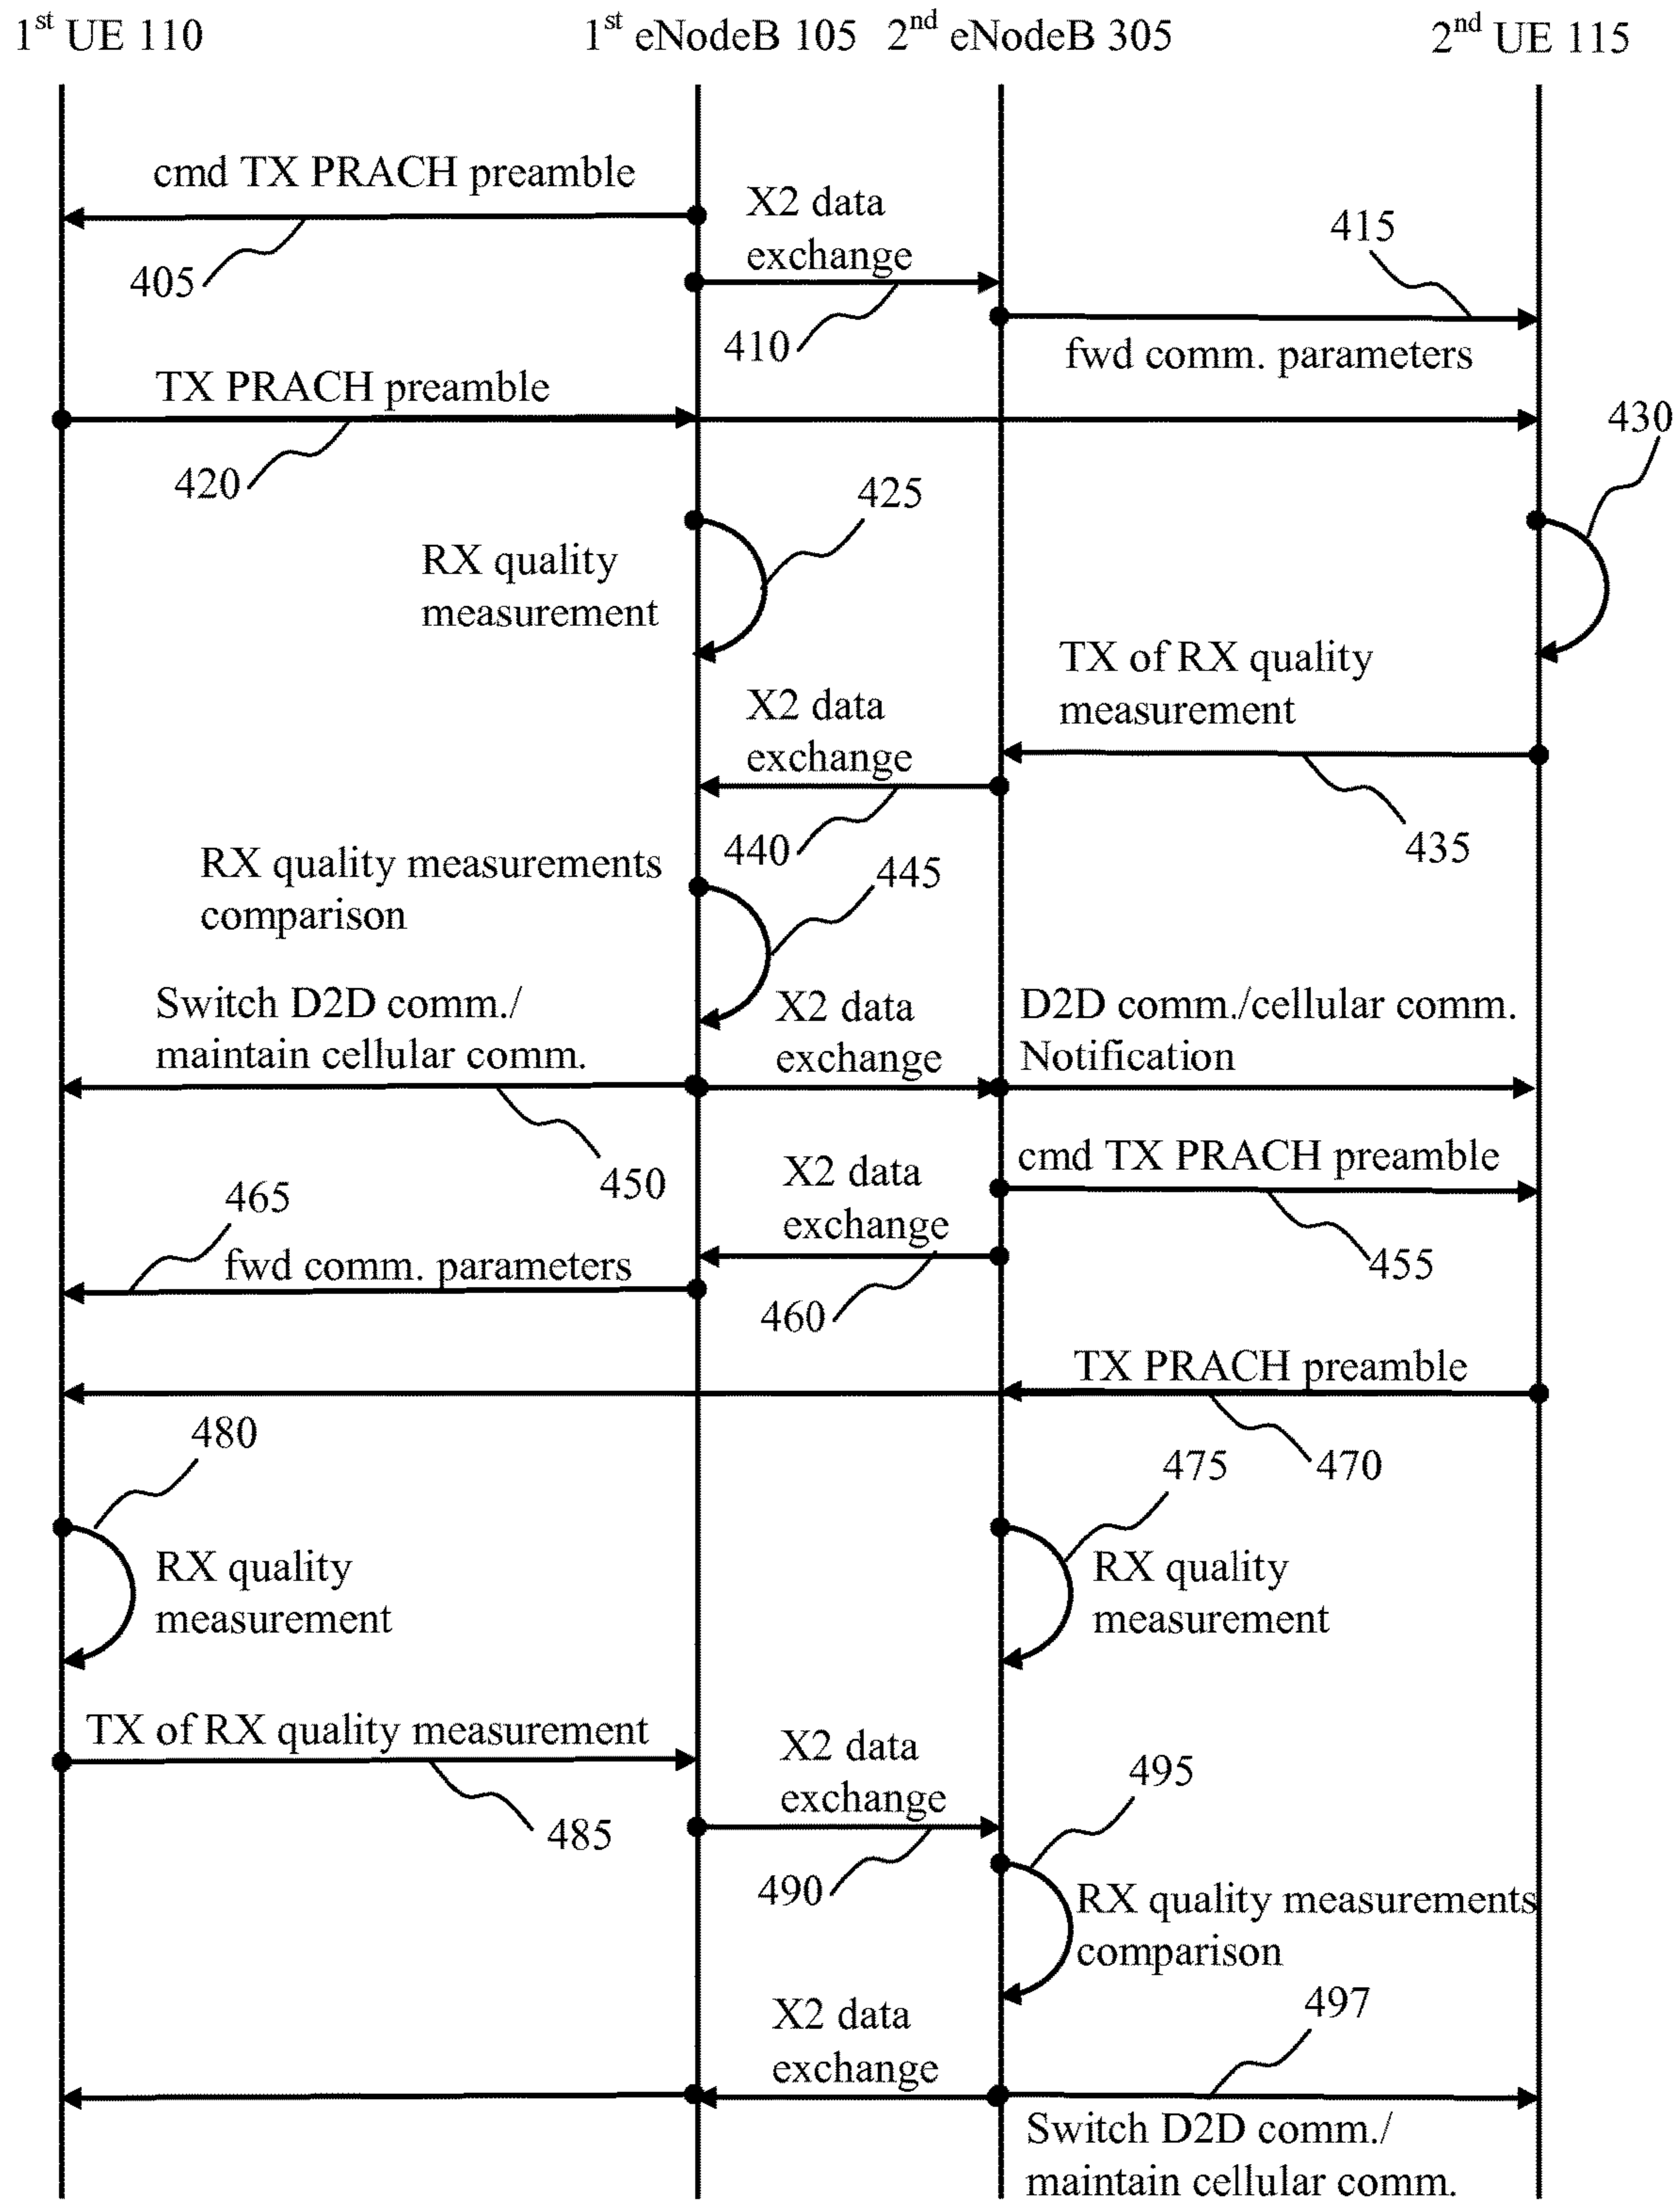 1st UE 110
1st eNodeB 105
2nd eNodeB 305
2nd UE 115
cmd TX PRACH preamble
405
X2 data
exchange
410
415
fwd comm. parameters
TX PRACH preamble
420
430
425
RX quality
measurement
TX of RX quality
measurement
435
X2 data
exchange
440
RX quality measurements
comparison
445
Switch D2D comm./
maintain cellular comm.
450
X2 data
exchange
D2D comm./cellular comm.
Notification
cmd TX PRACH preamble
455
X2 data
exchange
460
465
fwd comm. parameters
TX PRACH preamble
470
480
RX quality
measurement
475
RX quality
measurement
TX of RX quality measurement
485
X2 data
exchange
490
495
RX quality measurements
comparison
X2 data
exchange
497
Switch D2D comm./
maintain cellular comm.